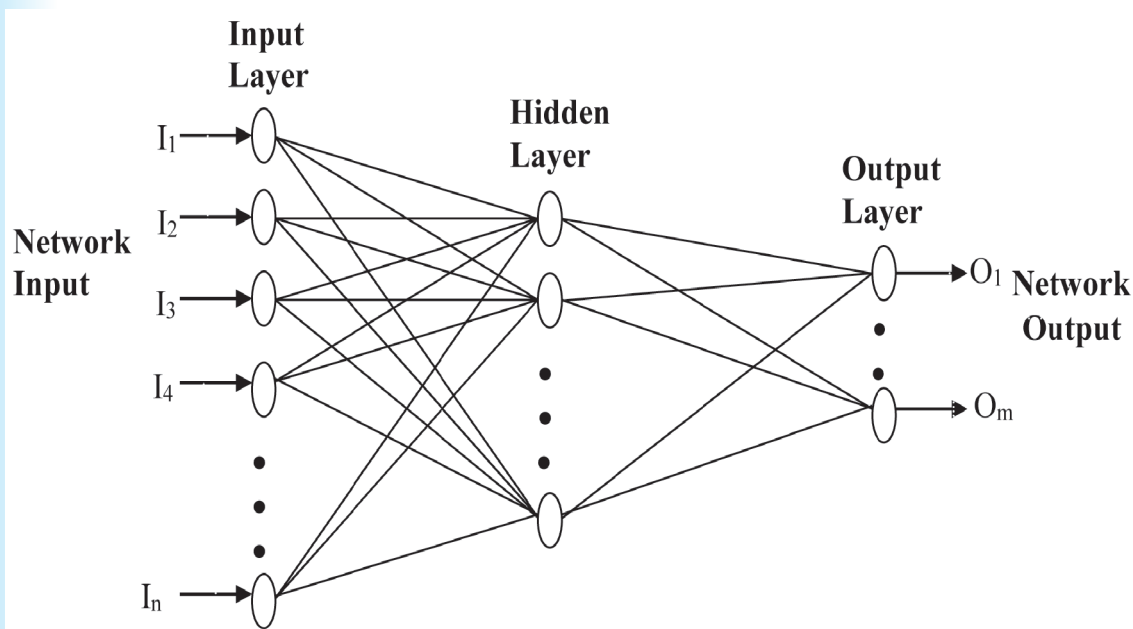 Input
Layer
Hidden
Layer
Output
Layer
Network
Input
I₁
I₂
I₃
I₄
Iₙ
O₁
Oₘ
Network
Output